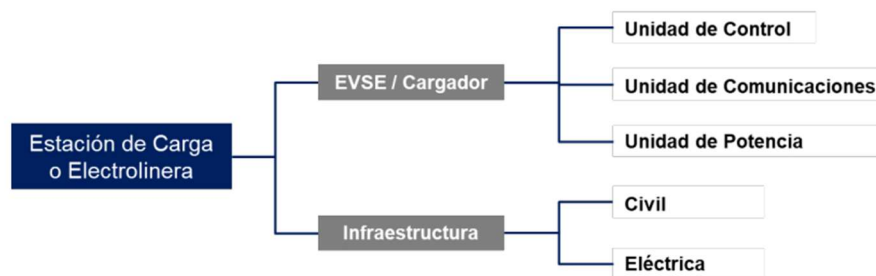 Estación de Carga
o Electrolinera
EVSE / Cargador
Unidad de Control
Unidad de Comunicaciones
Unidad de Potencia
Infraestructura
Civil
Eléctrica